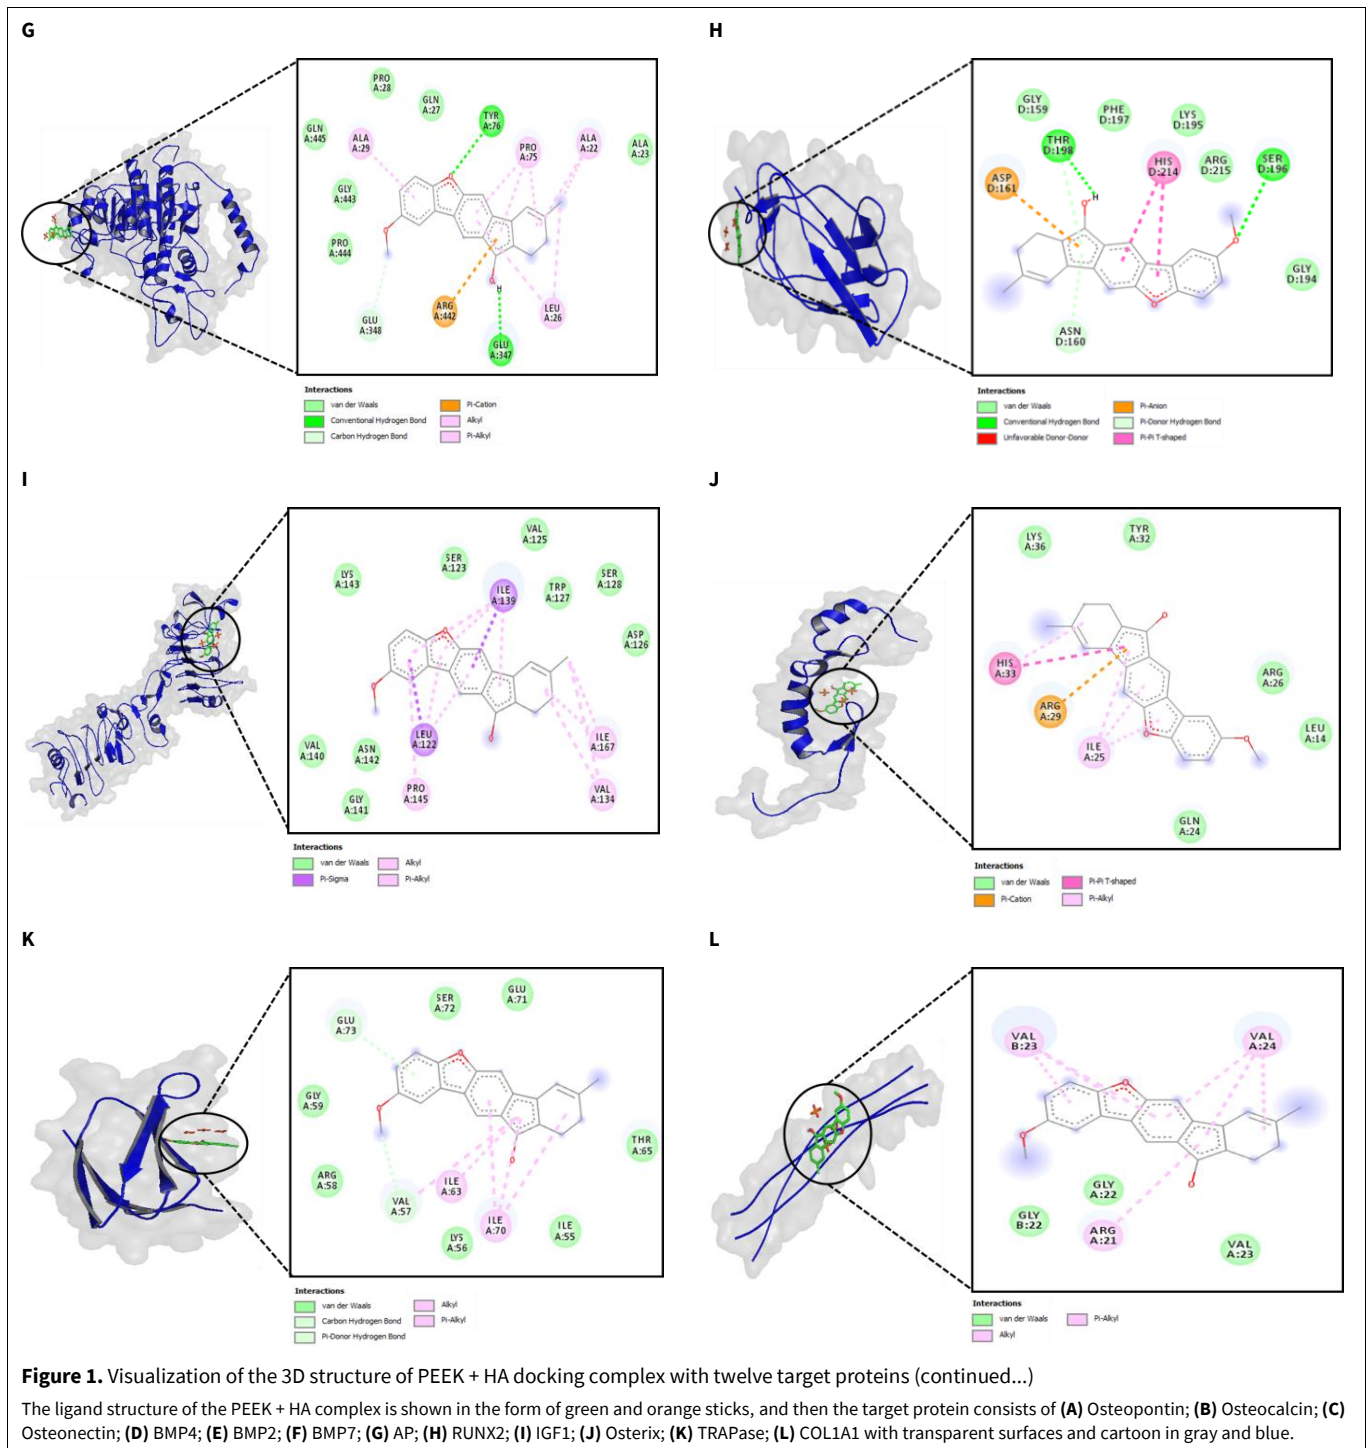 G
PRO
A:28
GLN
A:27
TYR
A:76
GLN
A:445
ALA
A:29
PRO
A:75
ALA
A:22
ALA
A:23
GLY
A:443
PRO
A:444
O
O
O
H
GLU
A:348
ARG
A:442
LEU
A:26
GLU
A:347
Interactions
van der Waals
Conventional Hydrogen Bond
Carbon Hydrogen Bond
Pi-Cation
Alkyl
Pi-Alkyl
H
GLY
D:159
PHE
D:197
LYS
D:195
THR
D:198
HIS
D:214
ARG
D:215
SER
D:196
ASP
D:161
H
O
O
O
GLY
D:194
ASN
D:160
Interactions
van der Waals
Conventional Hydrogen Bond
Unfavorable Donor-Donor
Pi-Anion
Pi-Donor Hydrogen Bond
Pi-Pi T-shaped
I
VAL
A:125
SER
A:123
LYS
A:143
ILE
A:139
TRP
A:127
SER
A:128
ASP
A:126
O
O
O
LEU
A:122
VAL
A:140
ASN
A:142
ILE
A:167
GLY
A:141
PRO
A:145
VAL
A:134
Interactions
van der Waals
Pi-Sigma
Alkyl
Pi-Alkyl
J
LYS
A:36
TYR
A:32
O
HIS
A:33
ARG
A:26
ARG
A:29
LEU
A:14
ILE
A:25
O
O
GLN
A:24
Interactions
van der Waals
Pi-Cation
Pi-Pi T-shaped
Pi-Alkyl
K
GLU
A:73
SER
A:72
GLU
A:71
O
O
O
GLY
A:59
THR
A:65
ARG
A:58
ILE
A:63
VAL
A:57
ILE
A:70
LYS
A:56
ILE
A:55
Interactions
van der Waals
Carbon Hydrogen Bond
Pi-Donor Hydrogen Bond
Alkyl
Pi-Alkyl
L
VAL
B:23
VAL
A:24
O
O
O
GLY
A:22
GLY
B:22
ARG
A:21
VAL
A:23
Interactions
van der Waals
Alkyl
Pi-Alkyl
Figure 1. Visualization of the 3D structure of PEEK + HA docking complex with twelve target proteins (continued...)
The ligand structure of the PEEK + HA complex is shown in the form of green and orange sticks, and then the target protein consists of (A) Osteopontin; (B) Osteocalcin; (C)
Osteonectin; (D) BMP4; (E) BMP2; (F) BMP7; (G) AP; (H) RUNX2; (I) IGF1; (J) Osterix; (K) TRAPase; (L) COL1A1 with transparent surfaces and cartoon in gray and blue.